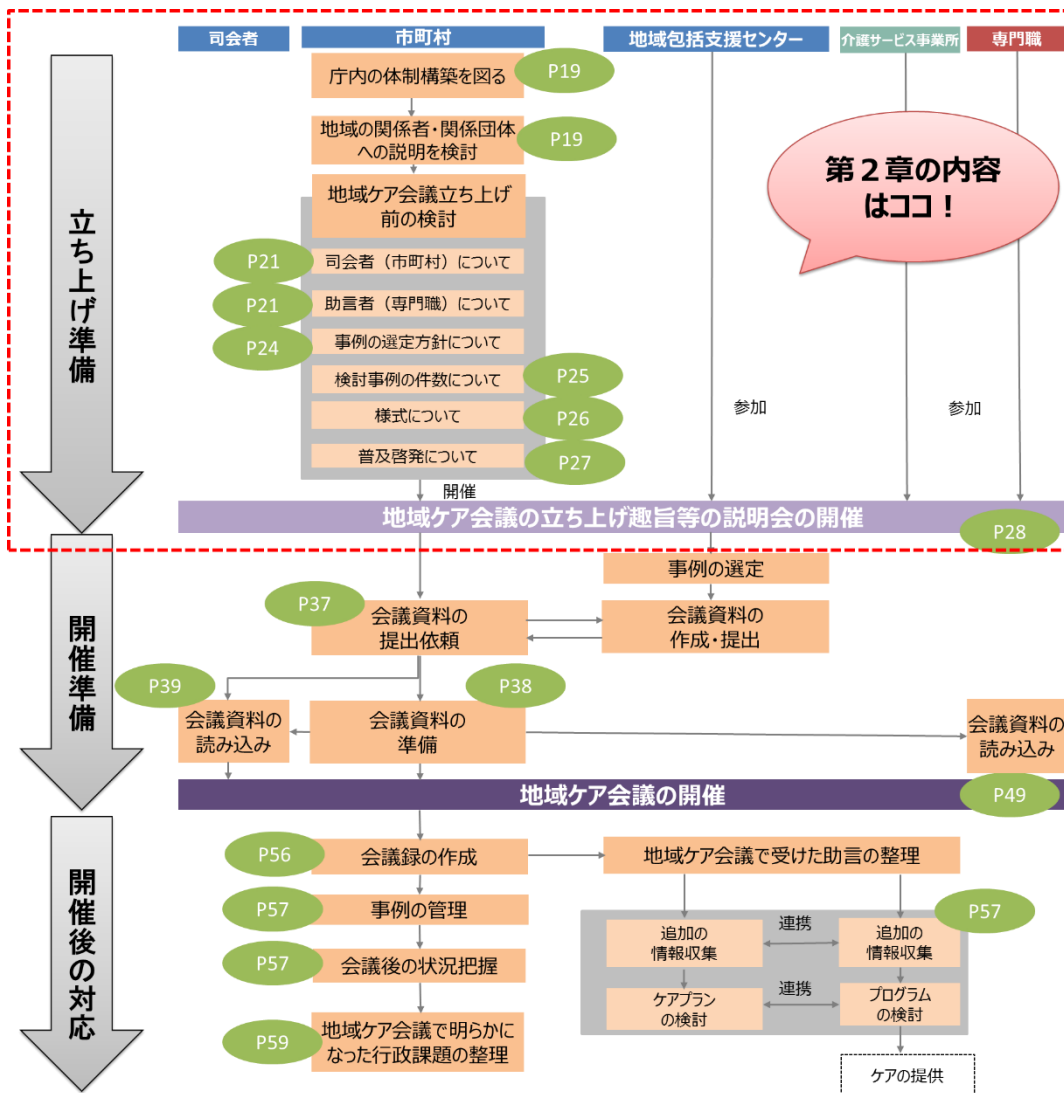 司会者
市町村
地域包括支援センター
介護サービス事業所
専門職
立ち上げ準備
庁内の体制構築を図る
P19
地域の関係者・関係団体
への説明を検討
P19
第２章の内容
はココ！
地域ケア会議立ち上げ
前の検討
P21
司会者（市町村）について
P21
助言者（専門職）について
P24
事例の選定方針について
検討事例の件数について
P25
様式について
P26
普及啓発について
P27
参加
参加
開催
地域ケア会議の立ち上げ趣旨等の説明会の開催
P28
開催準備
事例の選定
P37
会議資料の
提出依頼
会議資料の
作成・提出
P39
P38
会議資料の
読み込み
会議資料の
準備
会議資料の
読み込み
地域ケア会議の開催
P49
開催後の対応
P56
会議録の作成
地域ケア会議で受けた助言の整理
P57
事例の管理
P57
追加の
情報収集
連携
追加の
情報収集
P57
会議後の状況把握
ケアプラン
の検討
連携
プログラム
の検討
P59
地域ケア会議で明らかに
なった行政課題の整理
ケアの提供